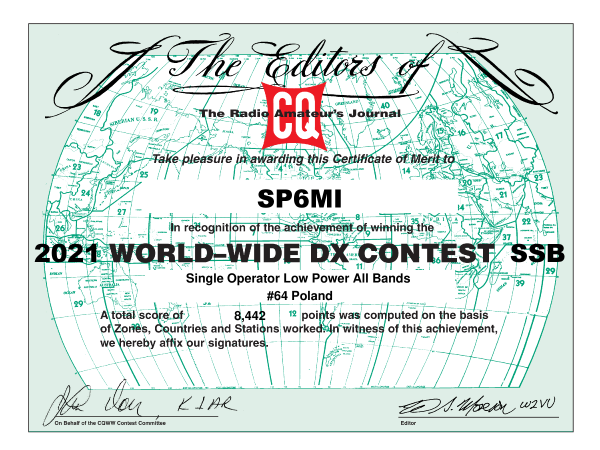 The Editors of
CQ
The Radio Amateur's Journal
Take pleasure in awarding this Certificate of Merit to
SP6MI
In recognition of the achievement of winning the
2021 WORLD–WIDE DX CONTEST SSB
Single Operator Low Power All Bands
#64 Poland
A total score of 8,442 points was computed on the basis
of Zones, Countries and Stations worked. In witness of this achievement,
we hereby affix our signatures.
K1AR
W2VU
On Behalf of the CQWW Contest Committee
Editor